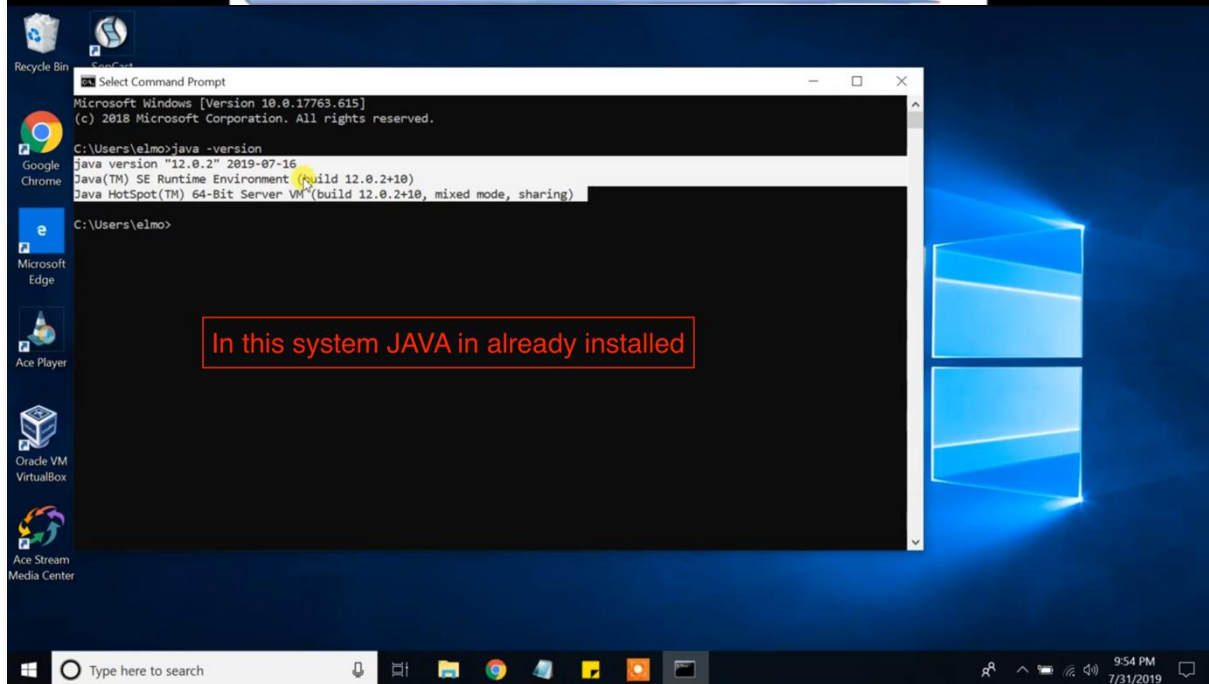 Recycle Bin
SopCast
Select Command Prompt
Microsoft Windows [Version 10.0.17763.615]
(c) 2018 Microsoft Corporation. All rights reserved.
C:\Users\elmo>java -version
java version "12.0.2" 2019-07-16
Java(TM) SE Runtime Environment (build 12.0.2+10)
Java HotSpot(TM) 64-Bit Server VM (build 12.0.2+10, mixed mode, sharing)
C:\Users\elmo>
Google
Chrome
Microsoft
Edge
In this system JAVA in already installed
Ace Player
Oracle VM
VirtualBox
Ace Stream
Media Center
Type here to search
9:54 PM
7/31/2019